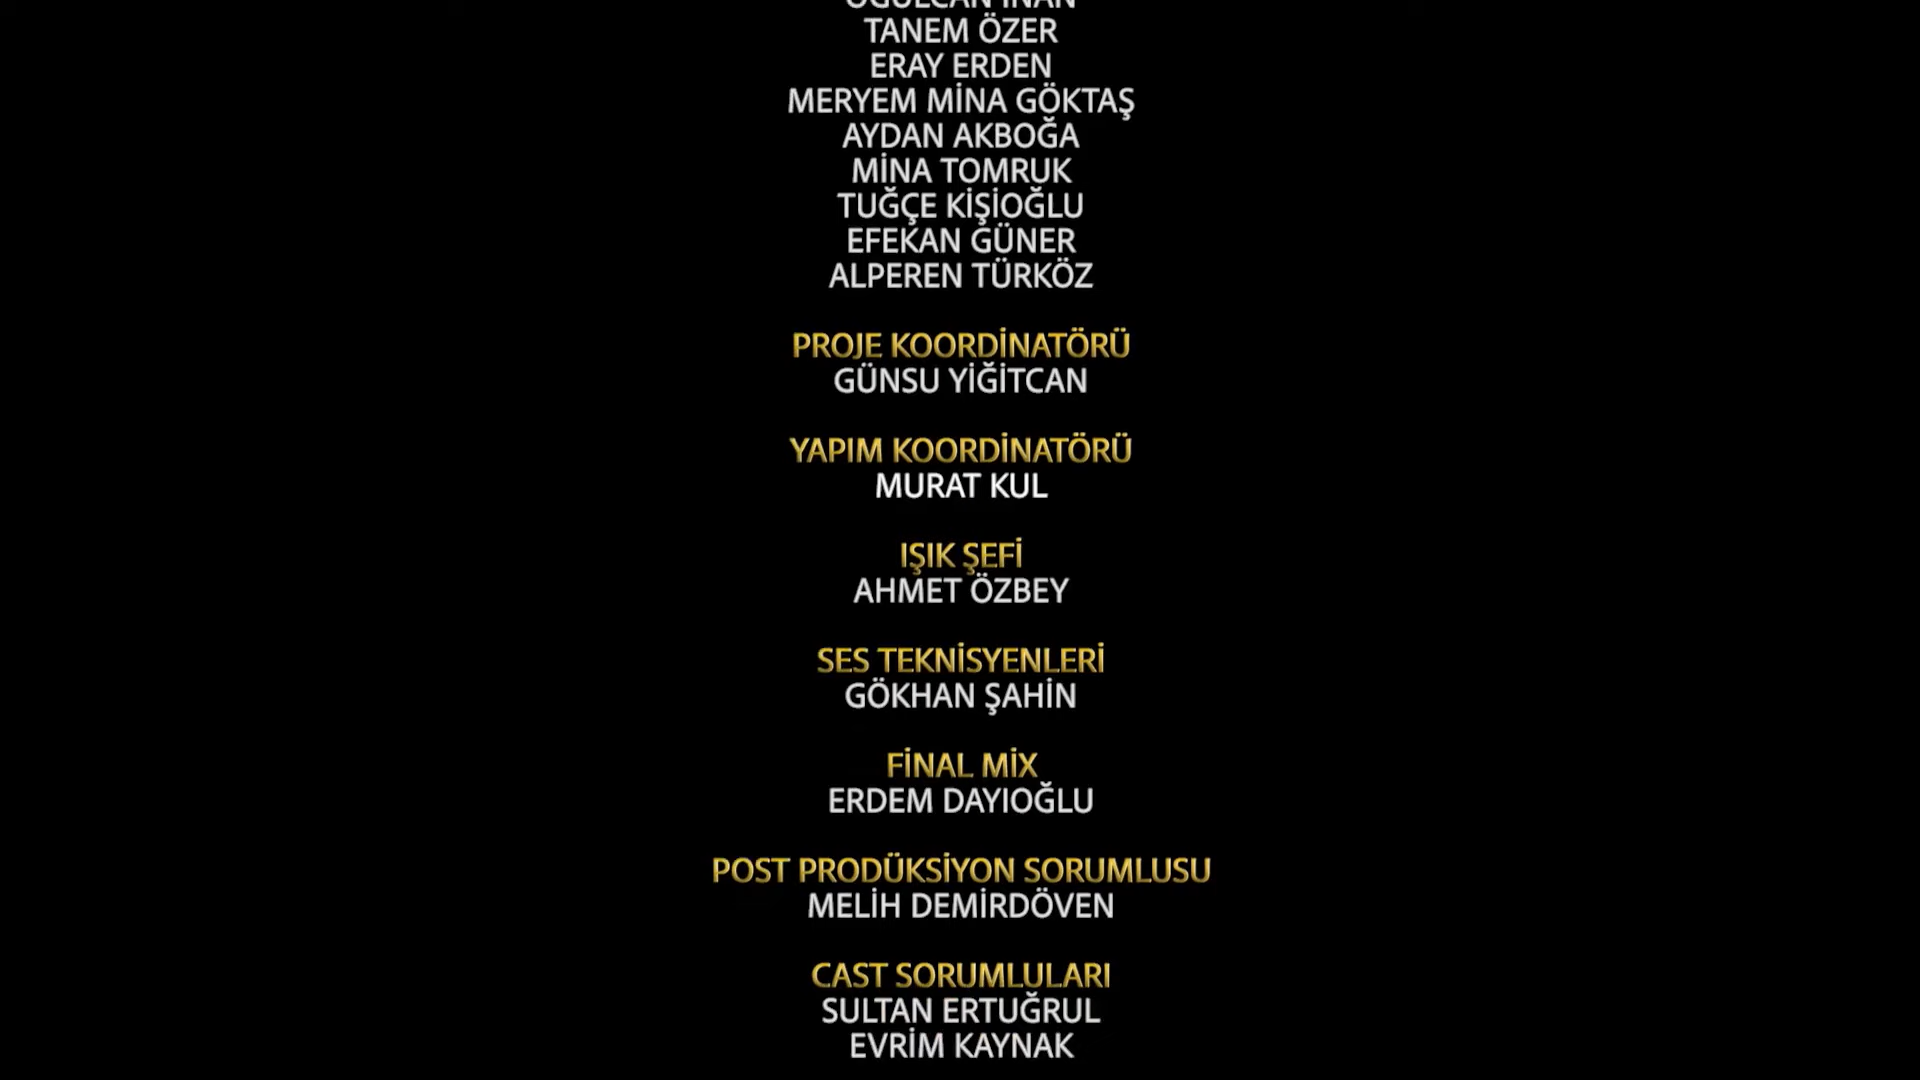 OĞULCAN İNAN
TANEM ÖZER
ERAY ERDEN
MERYEM MİNA GÖKTAŞ
AYDAN AKBOĞA
MİNA TOMRUK
TUĞÇE KİŞİOĞLU
EFEKAN GÜNER
ALPEREN TÜRKÖZ
PROJE KOORDİNATÖRÜ
GÜNSU YİĞİTCAN
YAPIM KOORDİNATÖRÜ
MURAT KUL
IŞIK ŞEFİ
AHMET ÖZBEY
SES TEKNİSYENLERİ
GÖKHAN ŞAHİN
FİNAL MİX
ERDEM DAYIOĞLU
POST PRODÜKSİYON SORUMLUSU
MELİH DEMİRDÖVEN
CAST SORUMLULARI
SULTAN ERTUĞRUL
EVRİM KAYNAK